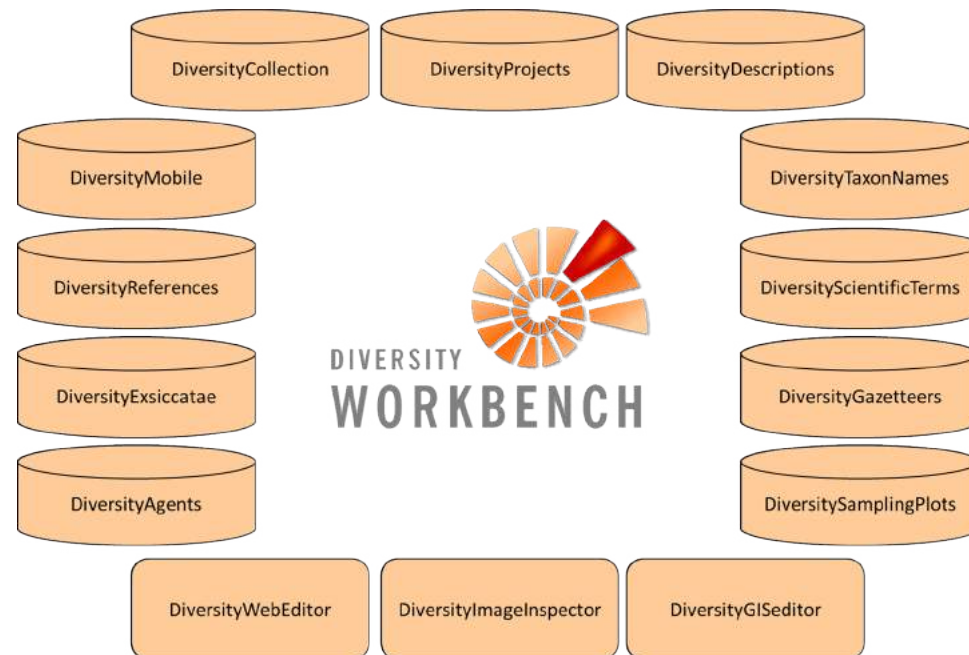 DiversityCollection
DiversityProjects
DiversityDescriptions
DiversityMobile
DiversityTaxonNames
DiversityReferences
DiversityScientificTerms
DIVERSITY
WORKBENCH
DiversityExsiccatae
DiversityGazetteers
DiversityAgents
DiversitySamplingPlots
DiversityWebEditor
DiversityImageInspector
DiversityGISeditor